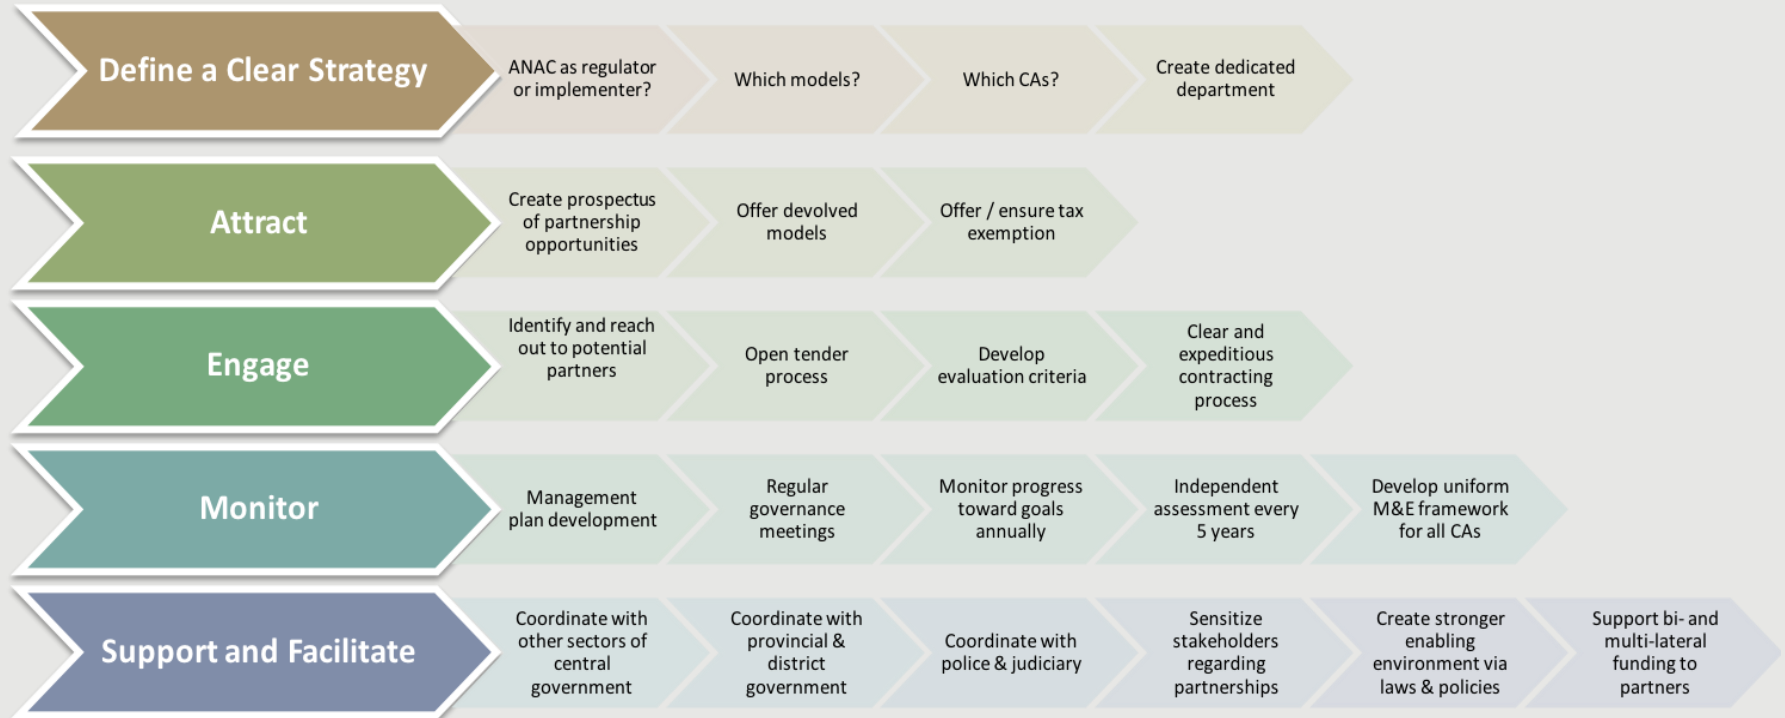 Define a Clear Strategy
ANAC as regulator
or implementer?
Which models?
Which CAs?
Create dedicated
department
Attract
Create prospectus
of partnership
opportunities
Offer devolved
models
Offer / ensure tax
exemption
Engage
Identify and reach
out to potential
partners
Open tender
process
Develop
evaluation criteria
Clear and
expeditious
contracting
process
Monitor
Management
plan development
Regular
governance
meetings
Monitor progress
toward goals
annually
Independent
assessment every
5 years
Develop uniform
M&E framework
for all CAs
Support and Facilitate
Coordinate with
other sectors of
central
government
Coordinate with
provincial &
district
government
Coordinate with
police & judiciary
Sensitize
stakeholders
regarding
partnerships
Create stronger
enabling
environment via
laws & policies
Support bi- and
multi-lateral
funding to
partners